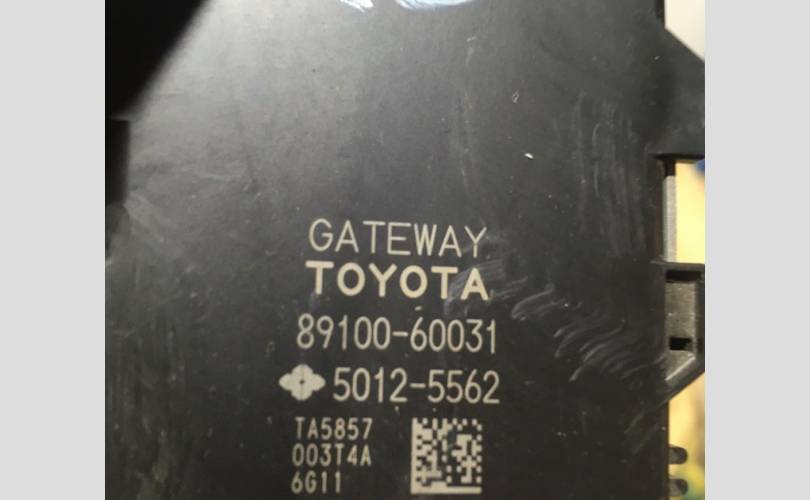 GATEWAY
TOYOTA
89100-60031
5012-5562
TA5857
003T4A
6G11